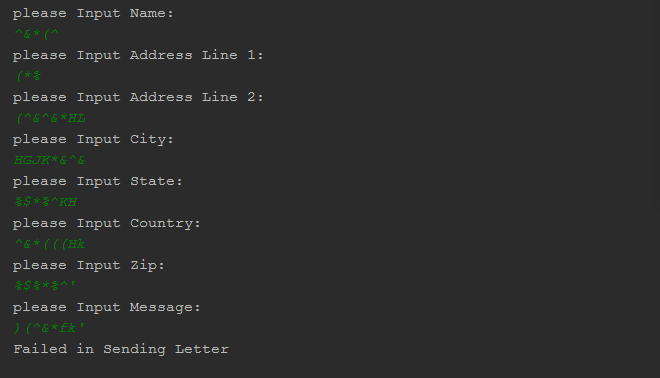 please Input Name:
^&*(^
please Input Address Line 1:
(*%
please Input Address Line 2:
(^&^&*HL
please Input City:
HGJK*&^&
please Input State:
%$*%^KH
please Input Country:
^&*(((Hk
please Input Zip:
%$%*%^'
please Input Message:
)(^&*fk'
Failed in Sending Letter